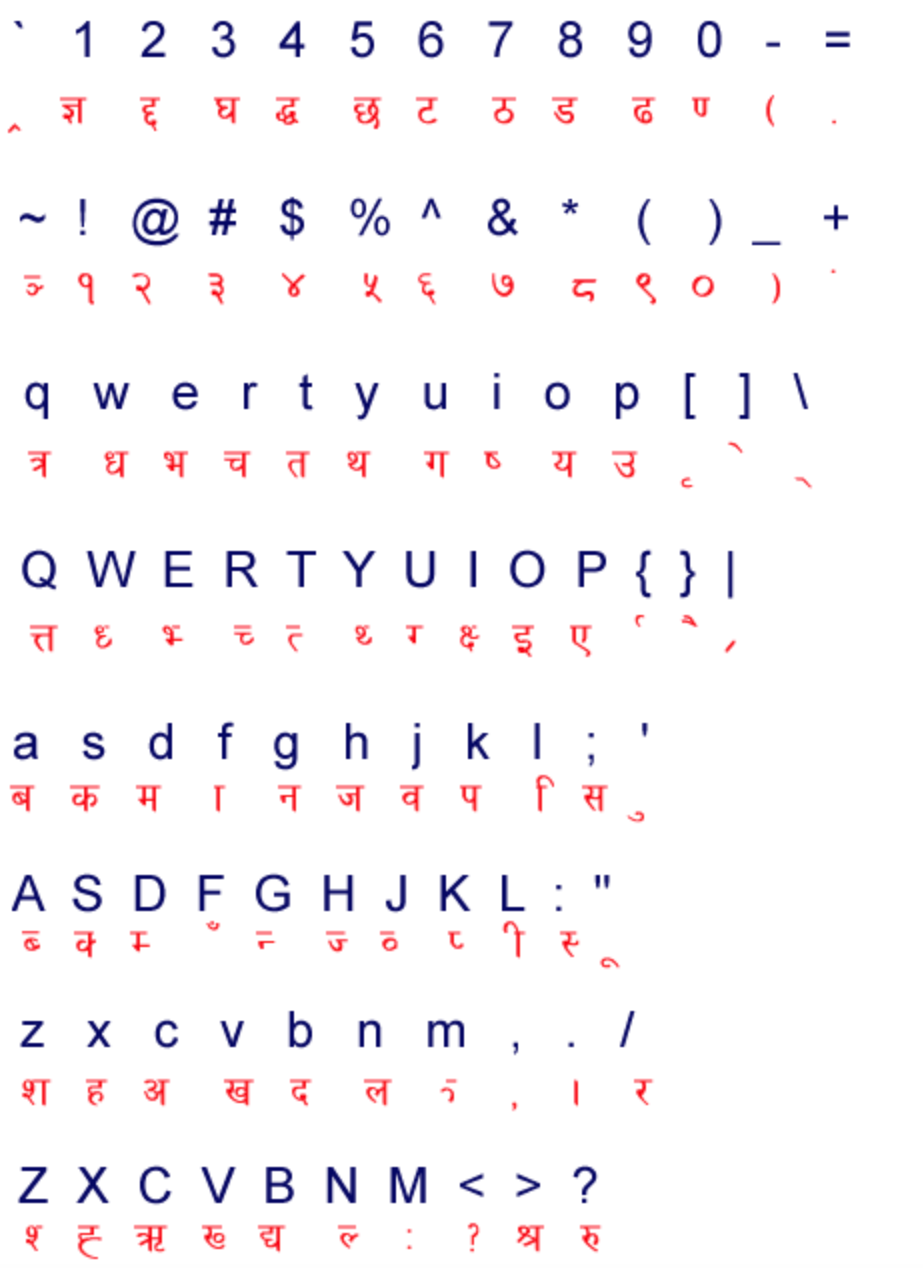 ` 1 2 3 4 5 6 7 8 9 0 - =
ज्ञ द्द घ द्ध छ ट ठ ड ढ ण ( .
~ ! @ # $ % ^ & * ( ) _ +
ञ् १ २ ३ ४ ५ ६ ७ ८ ९ ० ) ं
q w e r t y u i o p [ ] \
त्र ध भ च त थ ग ष् य उ ृ े ्
Q W E R T Y U I O P { } |
त्त ध् भ् च् त् थ् ग् क्ष् इ ए र् ै ्र
a s d f g h j k l ; '
ब क म ा न ज व प ि स ु
A S D F G H J K L : "
ब् क् म् ँ न् ज् व् प् ी स् ू
z x c v b n m , . /
श ह अ ख द ल , । र
Z X C V B N M < > ?
श् ह् ऋ ख् द्य ल् : ? श्र रु